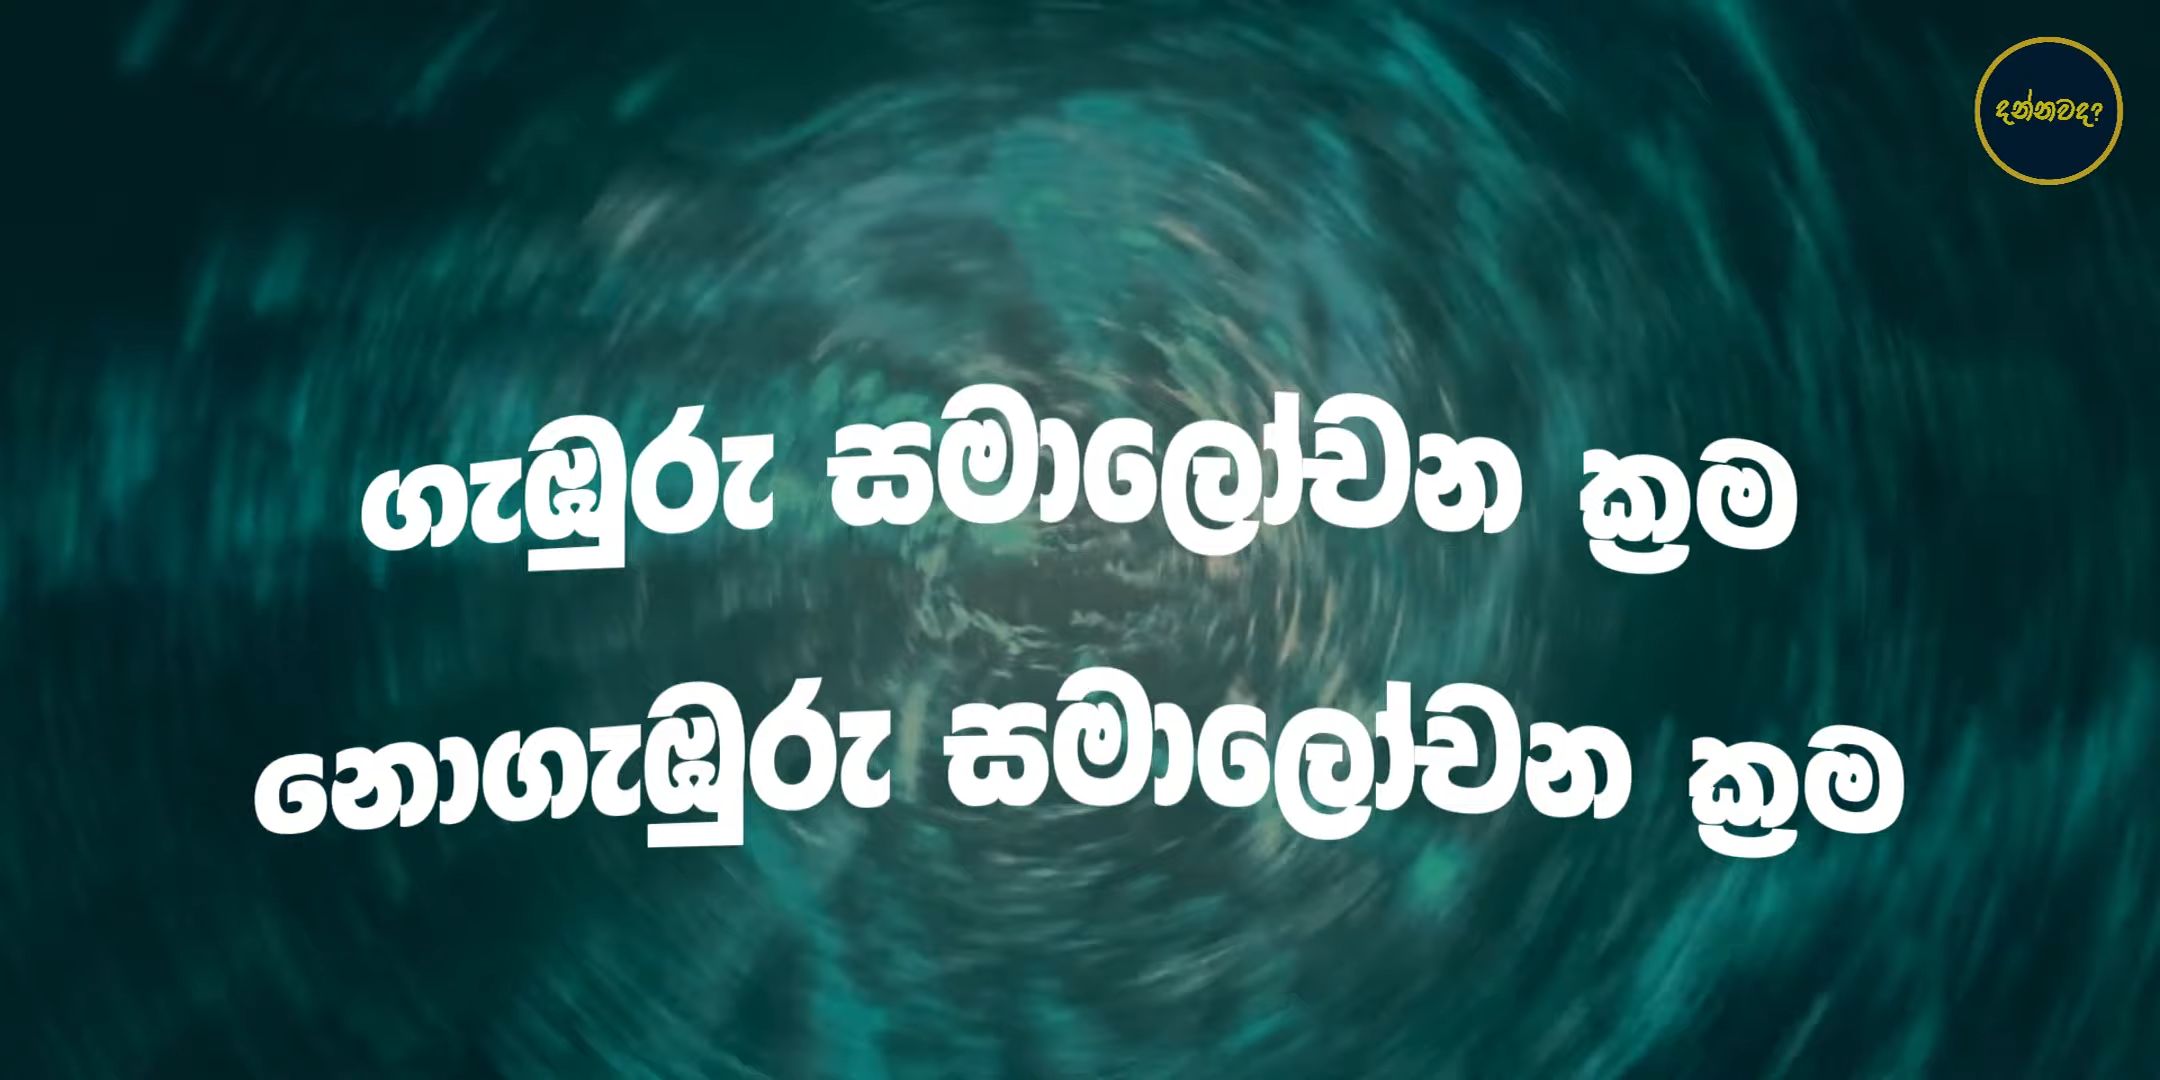 දන්නවද?
ගැඹුරු සමාලෝචන ක්‍රම
නොගැඹුරු සමාලෝචන ක්‍රම